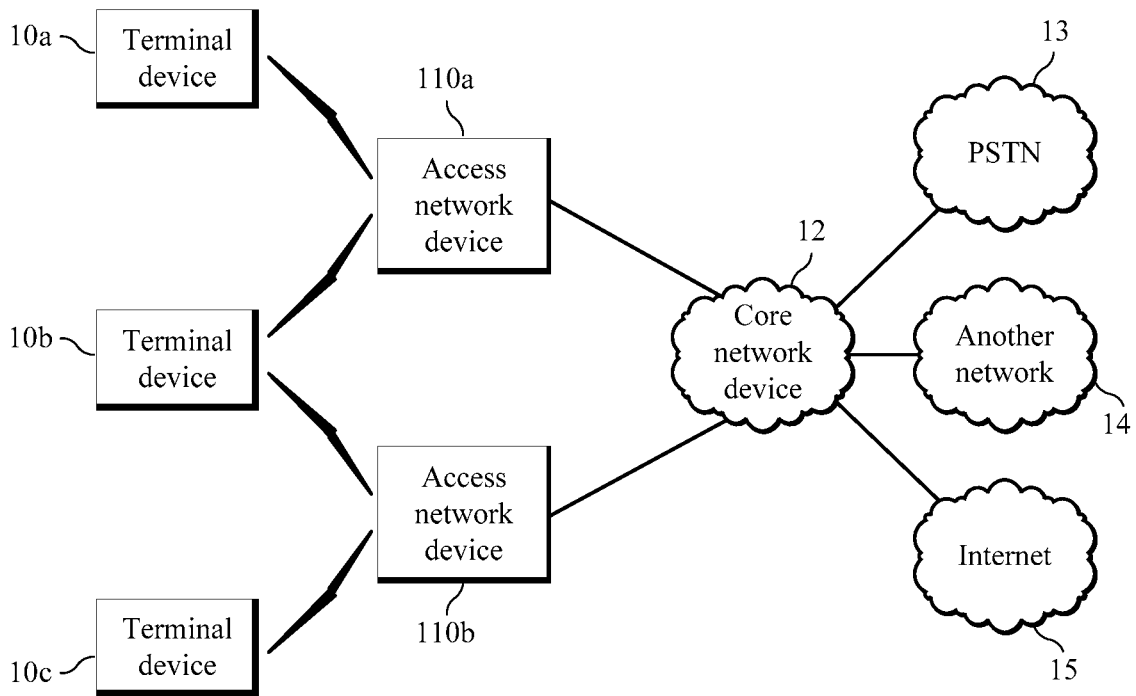 10a
Terminal
device
110a
Access
network
device
13
PSTN
12
Core
network
device
10b
Terminal
device
Another
network
14
Access
network
device
110b
Internet
15
10c
Terminal
device